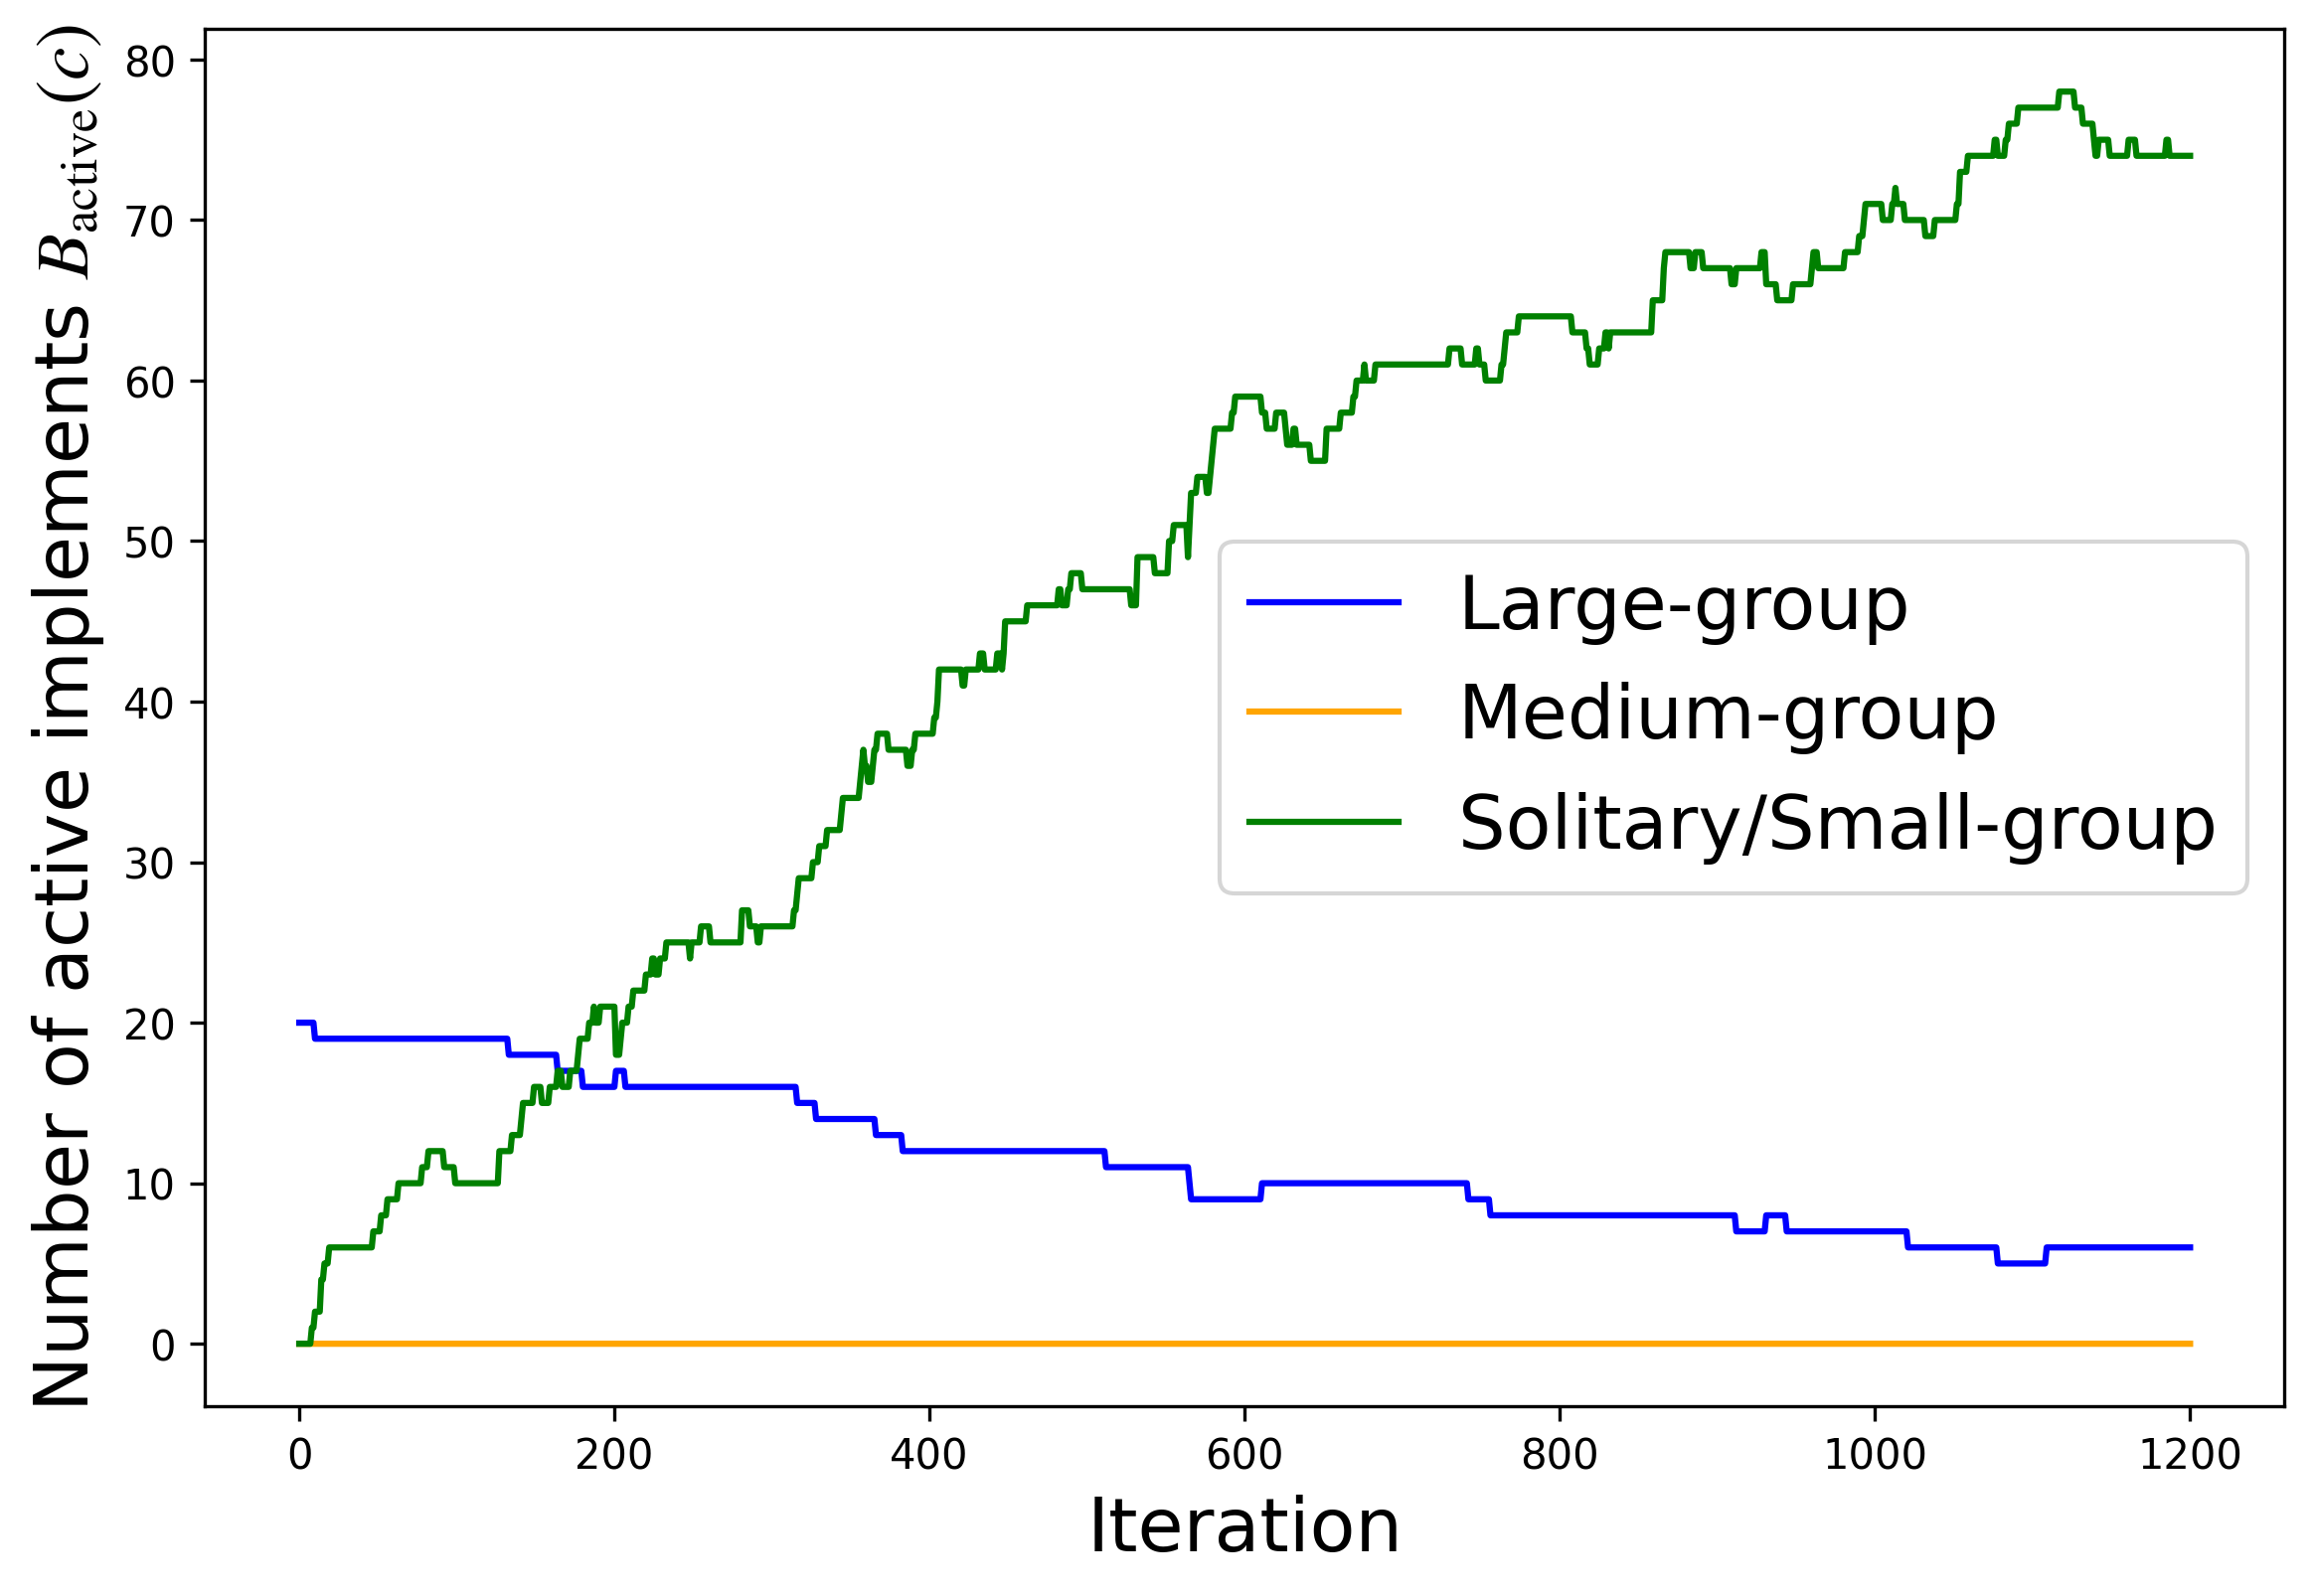 Number of active implements B_active(c)
80
70
60
50
40
30
20
10
0
Large-group
Medium-group
Solitary/Small-group
0 200 400 600 800 1000 1200
Iteration